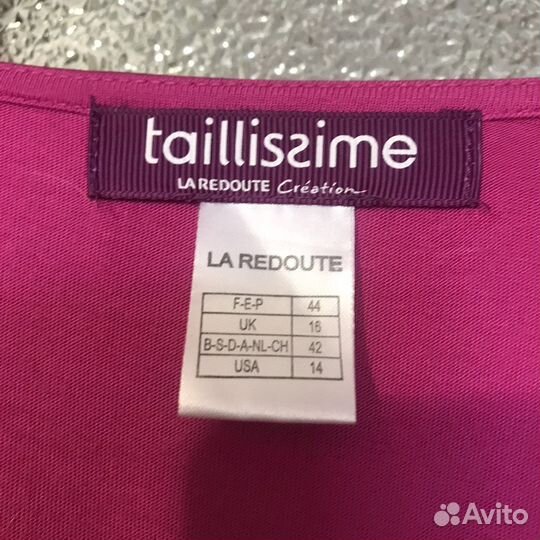 taillissime
LA REDOUTE Création
LA REDOUTE
F-E-P 44
UK 16
B-S-D-A-NL-CH 42
USA 14
Avito